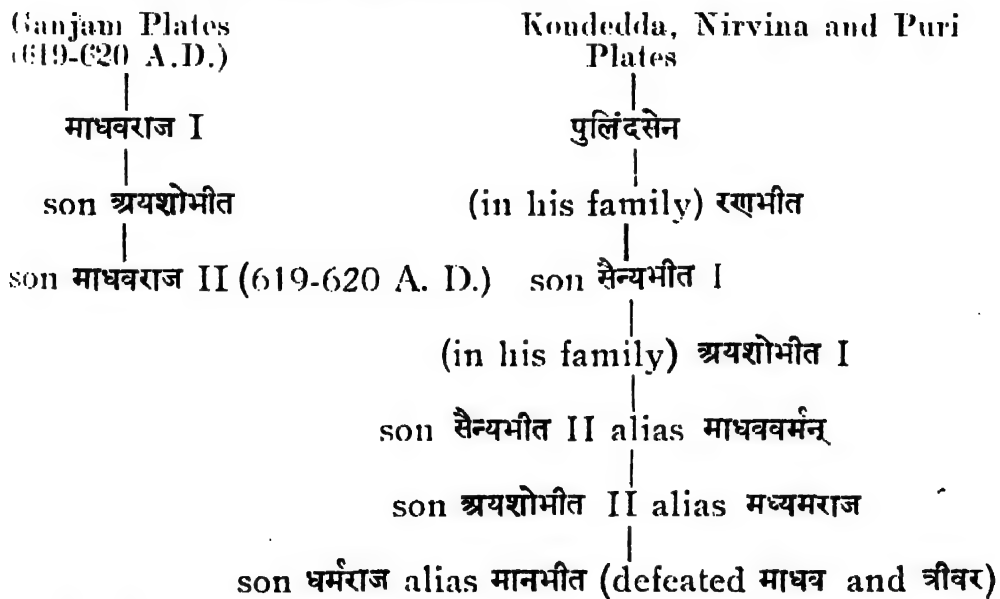 Ganjam Plates Kondedda, Nirvina and Puri
(619-620 A.D.) Plates
माधवराज I पुलिंदसेन
son अयशोभीत (in his family) रणभीत
son माधवराज II (619-620 A. D.) son सैन्यभीत I
(in his family) अयशोभीत I
son सैन्यभीत II alias माधववर्मन्
son अयशोभीत II alias मध्यमराज
son धर्मराज alias मानभीत (defeated माधव and त्रीवर)